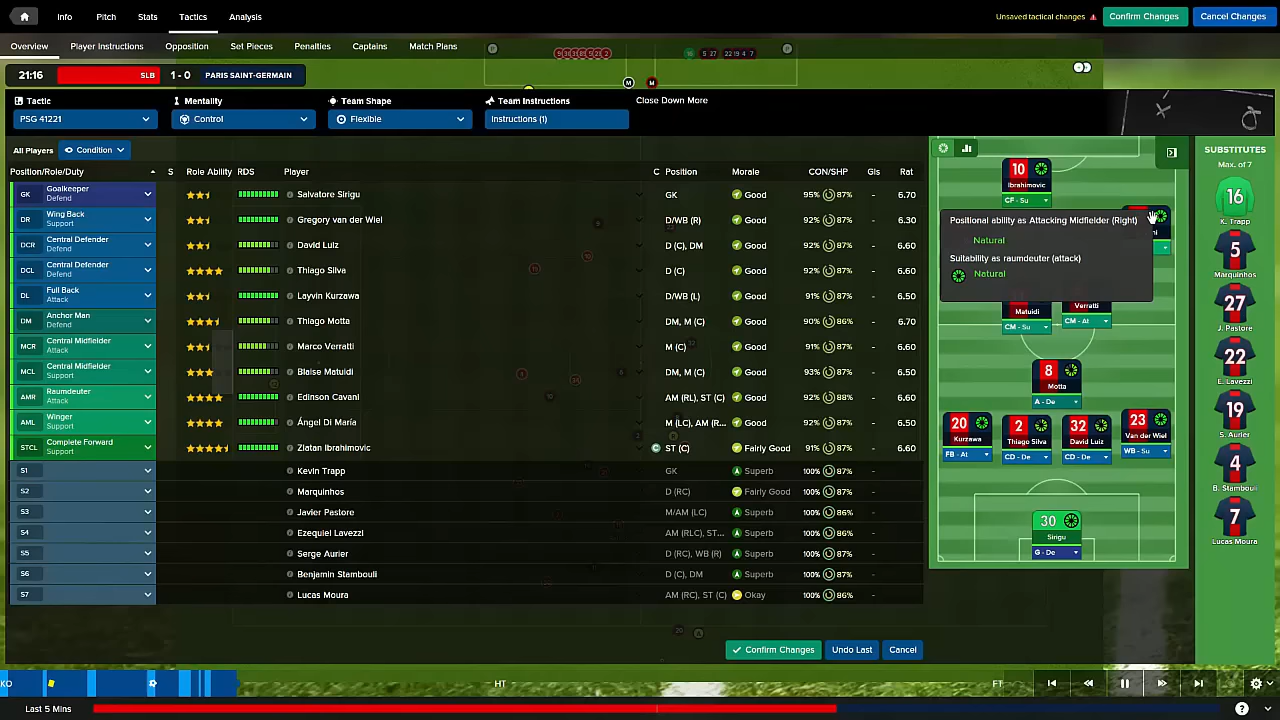 Info Pitch Stats Tactics Analysis Unsaved tactical changes Confirm Changes Cancel Changes
Overview Player Instructions Opposition Set Pieces Penalties Captains Match Plans
21:16 SLB 1 - 0 PARIS SAINT-GERMAIN
Tactic Mentality Team Shape Team Instructions Close Down More
PSG 41221 Control Flexible Instructions (1)
All Players Condition
Position/Role/Duty S Role Ability RDS Player C Position Morale CON/SHP Gls Rat
GK Goalkeeper Defend Salvatore Sirigu GK Good 95% 87% - 6.60
DR Wing Back Support Gregory van der Wiel D/WB (R) Good 92% 87% - 6.30
DCR Central Defender Defend David Luiz D (C), DM Good 92% 87% - 6.60
DCL Central Defender Defend Thiago Silva D (C) Good 92% 87% - 6.60
DL Full Back Attack Layvin Kurzawa D/WB (L) Good 91% 87% - 6.50
DM Anchor Man Defend Thiago Motta DM, M (C) Good 90% 86% - 6.70
MCR Central Midfielder Attack Marco Verratti M (C) Good 91% 87% - 6.60
MCL Central Midfielder Support Blaise Matuidi DM, M (C) Good 93% 87% - 6.60
AMR Raumdeuter Attack Edinson Cavani AM (RL), ST (C) Good 92% 88% - 6.60
AML Winger Support Ángel Di María M (LC), AM (R... Good 92% 87% - 6.50
STCL Complete Forward Support Zlatan Ibrahimovic C ST (C) Fairly Good 91% 87% - 6.60
S1 Kevin Trapp GK Superb 100% 87% -
S2 Marquinhos D (RC) Fairly Good 100% 87% -
S3 Javier Pastore M/AM (LC) Superb 100% 86% -
S4 Ezequiel Lavezzi AM (RLC), ST... Superb 100% 86% -
S5 Serge Aurier D (RC), WB (R) Superb 100% 87% -
S6 Benjamin Stambouli D (C), DM Superb 100% 86% -
S7 Lucas Moura AM (RC), ST (C) Okay 100% 86% -
Confirm Changes Undo Last Cancel
10
Ibrahimovic
CF - Su
Positional ability as Attacking Midfielder (Right)
Natural
Suitability as raumdeuter (attack)
Natural
Matuidi Verratti
CM - Su CM - At
8
Motta
A - De
20 2 32 23
Kurzawa Thiago Silva David Luiz Van der Wiel
FB - At CD - De CD - De WB - Su
30
Sirigu
G - De
SUBSTITUTES
Max. of 7
16
K. Trapp
5
Marquinhos
27
J. Pastore
22
E. Lavezzi
19
S. Aurier
4
B. Stambouli
7
Lucas Moura
KO HT FT
Last 5 Mins